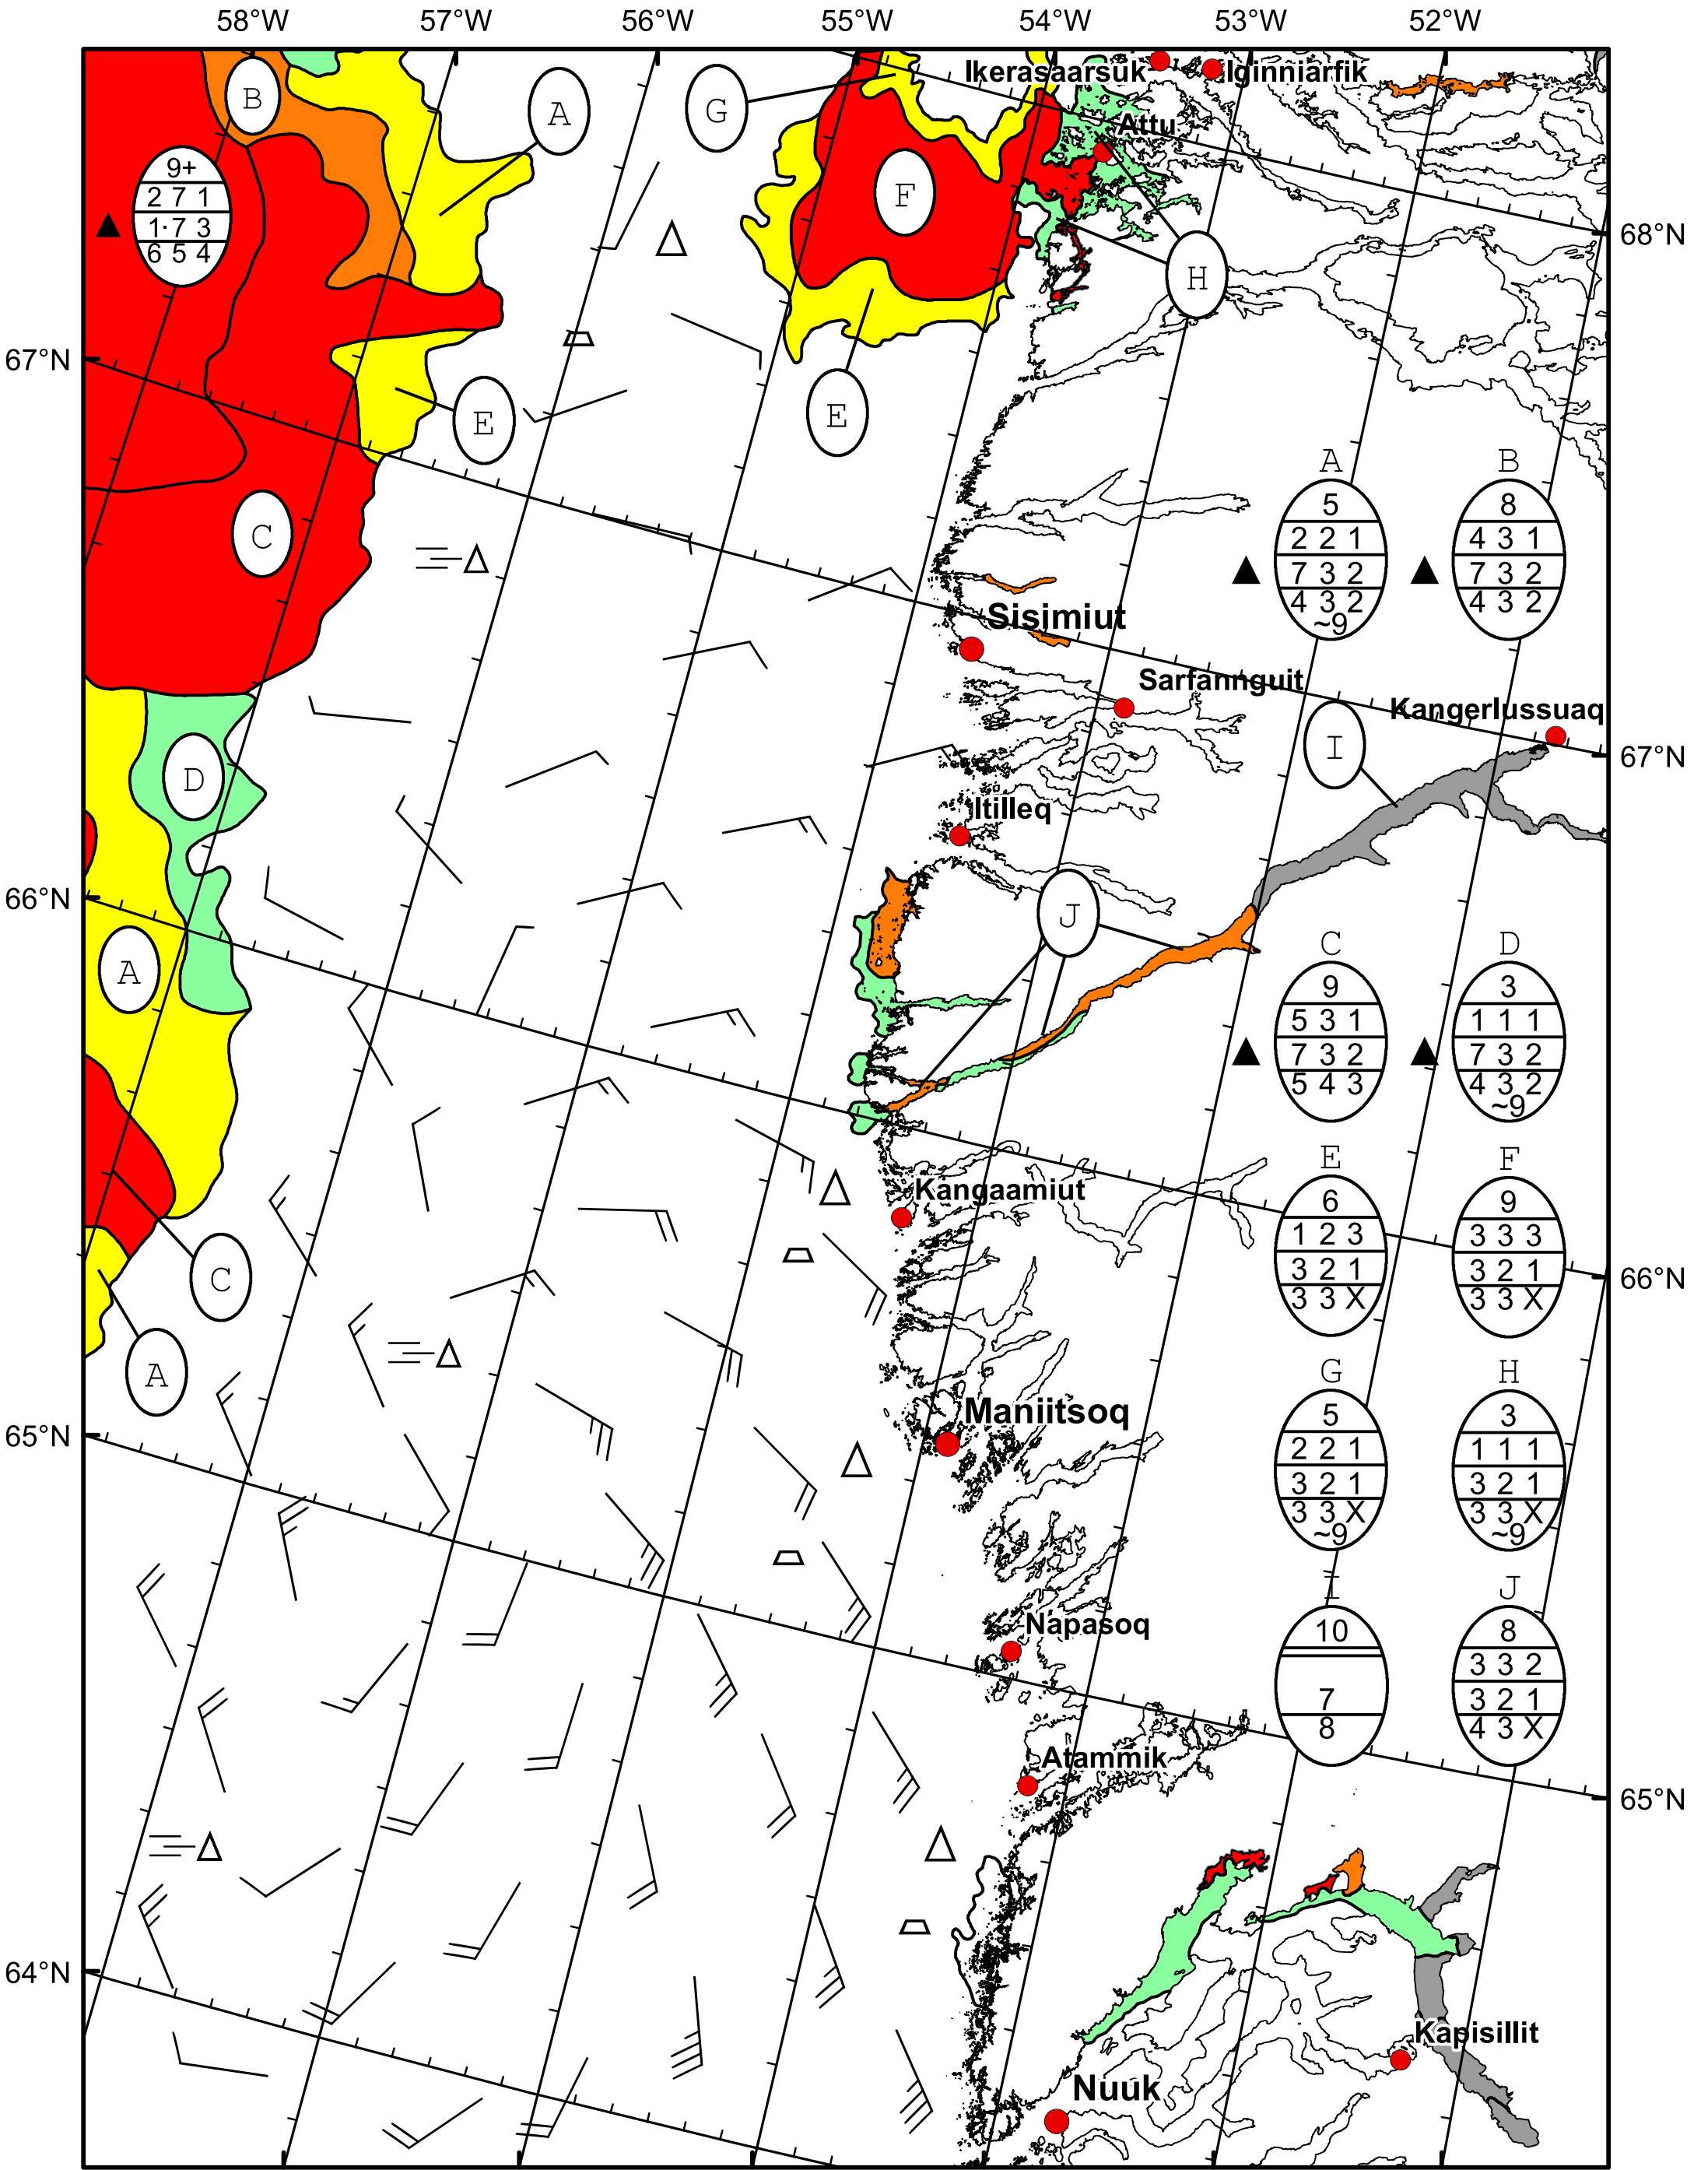 58°W 57°W 56°W 55°W 54°W 53°W 52°W
Ikerasaarsuk Iginniarfik
B A G
Attu
9+
2 7 1
1·7 3
6 5 4
F
68°N
H
67°N
E E
A B
5 8
2 2 1 4 3 1
7 3 2 7 3 2
4 3 2 4 3 2
~9
C
Sisimiut
Sarfannguit
Kangerlussuaq
I
67°N
D
Itilleq
66°N
J
A
C D
9 3
5 3 1 1 1 1
7 3 2 7 3 2
5 4 3 4 3 2
~9
Kangaamiut
E F
6 9
1 2 3 3 3 3
3 2 1 3 2 1
3 3 X 3 3 X
66°N
C
A
G H
5 3
2 2 1 1 1 1
3 2 1 3 2 1
3 3 X 3 3 X
~9 ~9
Maniitsoq
65°N
I J
10 8
3 3 2
7 3 2 1
8 4 3 X
Napasoq
Atammik
65°N
64°N
Kapisillit
Nuuk